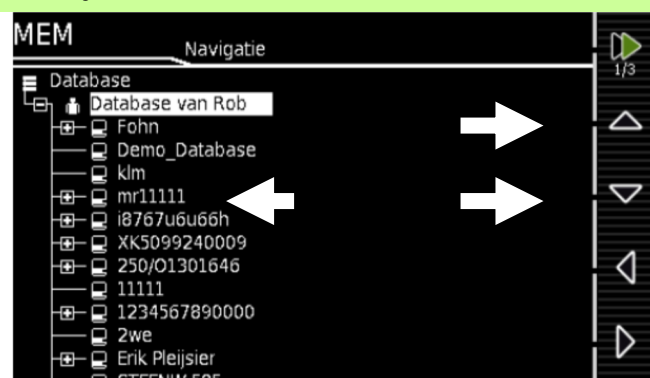 MEM
Navigatie
1/3
Database
Database van Rob
Fohn
Demo_Database
klm
mr11111
i8767u6u66h
XK5099240009
250/O1301646
11111
1234567890000
2we
Erik Pleijsier